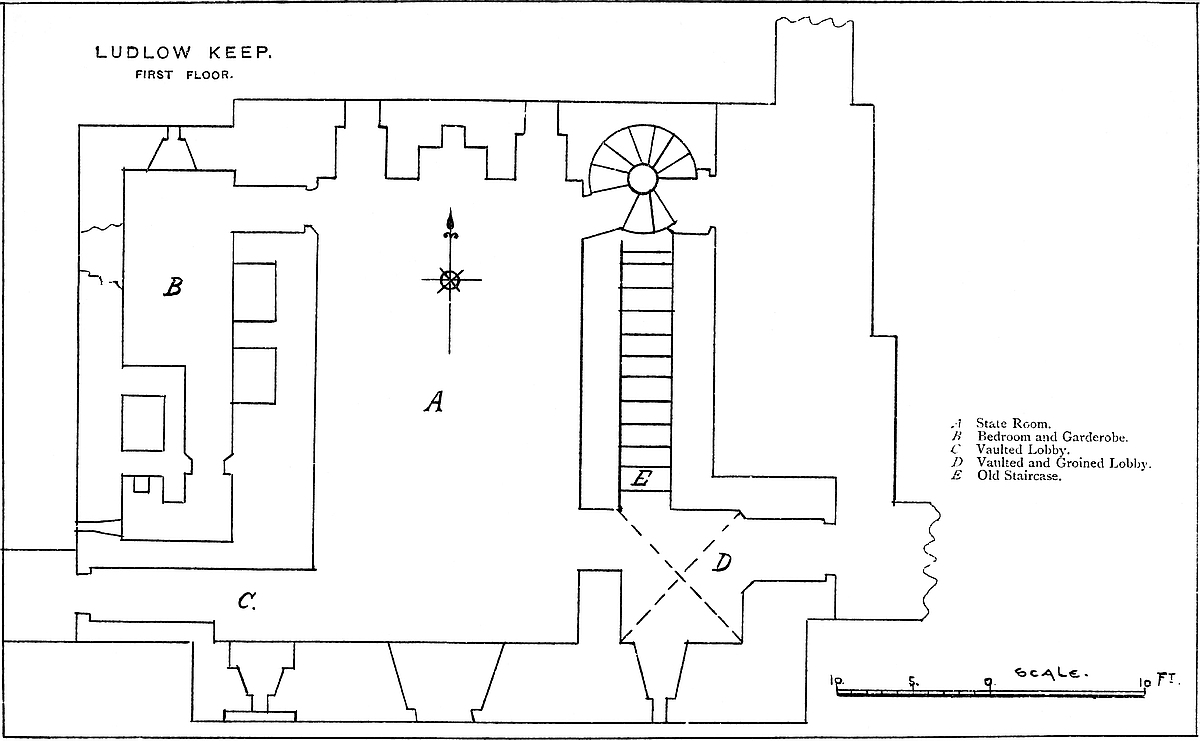 LUDLOW KEEP.
FIRST FLOOR.
B
A
E
D
C.
A State Room.
B Bedroom and Garderobe.
C Vaulted Lobby.
D Vaulted and Groined Lobby.
E Old Staircase.
SCALE.
10. 5. 0. 10 FT.